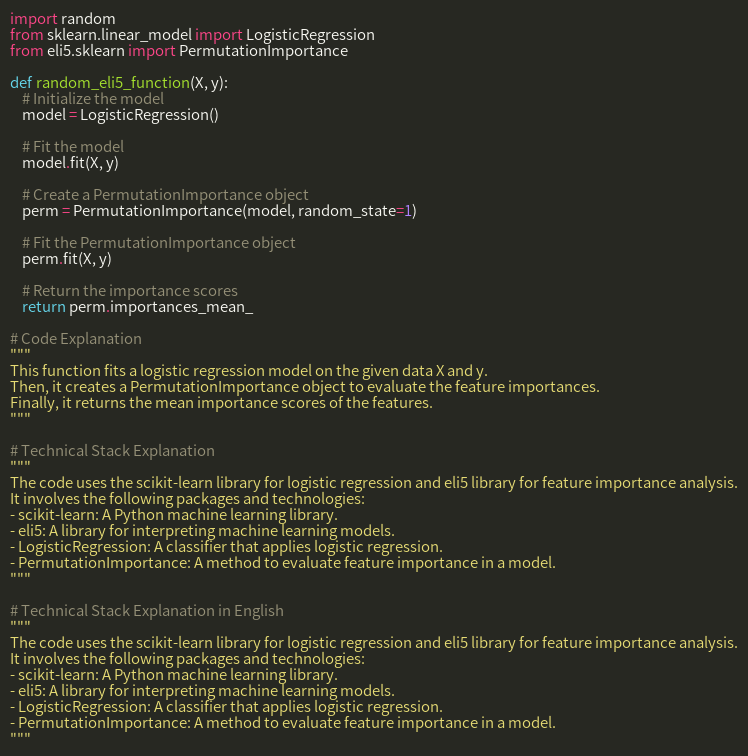 import random
from sklearn.linear_model import LogisticRegression
from eli5.sklearn import PermutationImportance

def random_eli5_function(X, y):
    # Initialize the model
    model = LogisticRegression()

    # Fit the model
    model.fit(X, y)

    # Create a PermutationImportance object
    perm = PermutationImportance(model, random_state=1)

    # Fit the PermutationImportance object
    perm.fit(X, y)

    # Return the importance scores
    return perm.importances_mean_

# Code Explanation
"""
This function fits a logistic regression model on the given data X and y.
Then, it creates a PermutationImportance object to evaluate the feature importances.
Finally, it returns the mean importance scores of the features.
"""

# Technical Stack Explanation
"""
The code uses the scikit-learn library for logistic regression and eli5 library for feature importance analysis.
It involves the following packages and technologies:
- scikit-learn: A Python machine learning library.
- eli5: A library for interpreting machine learning models.
- LogisticRegression: A classifier that applies logistic regression.
- PermutationImportance: A method to evaluate feature importance in a model.
"""

# Technical Stack Explanation in English
"""
The code uses the scikit-learn library for logistic regression and eli5 library for feature importance analysis.
It involves the following packages and technologies:
- scikit-learn: A Python machine learning library.
- eli5: A library for interpreting machine learning models.
- LogisticRegression: A classifier that applies logistic regression.
- PermutationImportance: A method to evaluate feature importance in a model.
"""